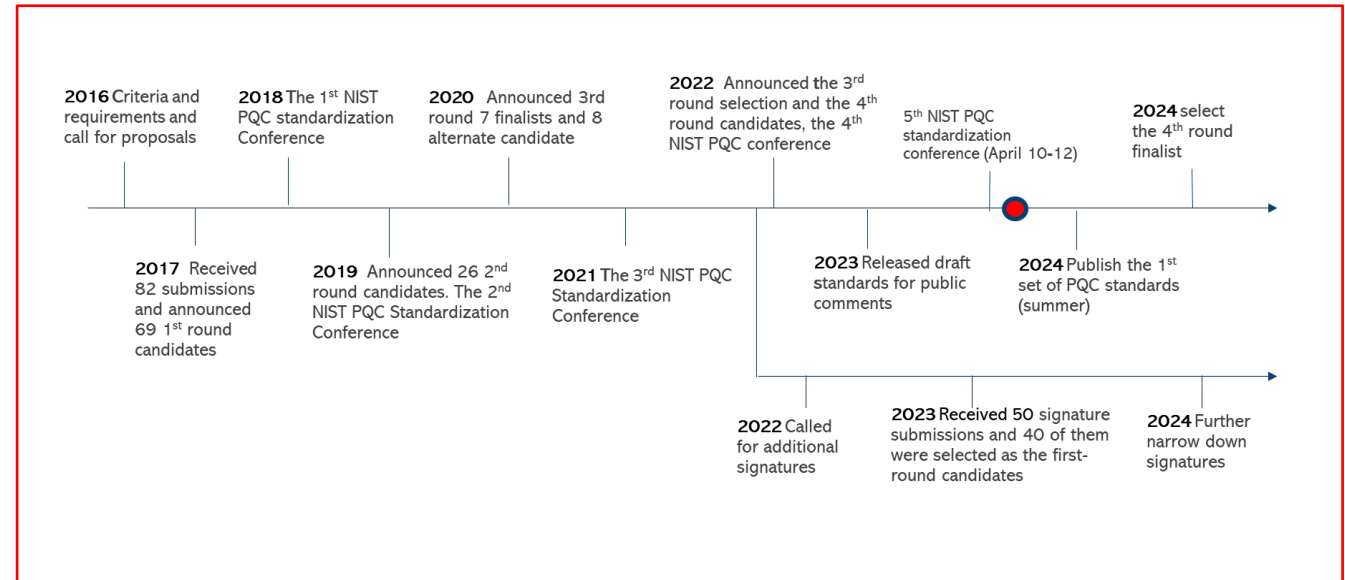 2016 Criteria and
requirements and
call for proposals
2018 The 1st NIST
PQC standardization
Conference
2020 Announced 3rd
round 7 finalists and 8
alternate candidate
2022 Announced the 3rd
round selection and the 4th
round candidates, the 4th
NIST PQC conference
5th NIST PQC
standardization
conference (April 10-12)
2024 select
the 4th round
finalist
2017 Received
82 submissions
and announced
69 1st round
candidates
2019 Announced 26 2nd
round candidates. The 2nd
NIST PQC Standardization
Conference
2021 The 3rd NIST PQC
Standardization
Conference
2023 Released draft
standards for public
comments
2024 Publish the 1st
set of PQC standards
(summer)
2022 Called
for additional
signatures
2023 Received 50 signature
submissions and 40 of them
were selected as the first-
round candidates
2024 Further
narrow down
signatures